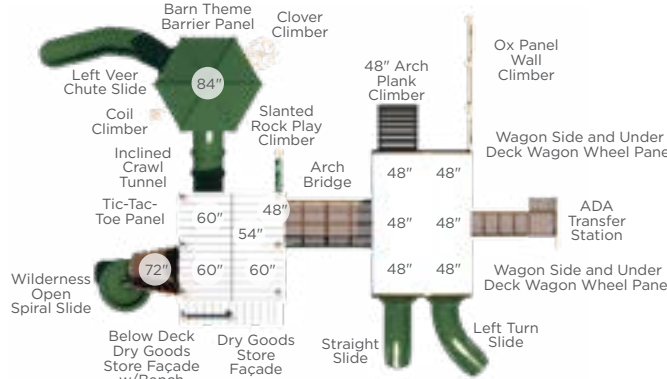 Barn Theme
Barrier Panel
Clover
Climber
Ox Panel
Wall
Climber
48" Arch
Plank
Climber
Left Veer
Chute Slide
84"
Coil
Climber
Slanted
Rock Play
Climber
Wagon Side and Under
Deck Wagon Wheel Pane
Inclined
Crawl
Tunnel
Arch
Bridge
48" 48"
Tic-Tac-
Toe Panel
60" 48"
54"
48" 48"
ADA
Transfer
Station
72" 60" 60"
48" 48"
Wagon Side and Under
Deck Wagon Wheel Pane
Wilderness
Open
Spiral Slide
Below Deck
Dry Goods
Store Façade
w/Bench
Dry Goods
Store
Façade
Straight
Slide
Left Turn
Slide